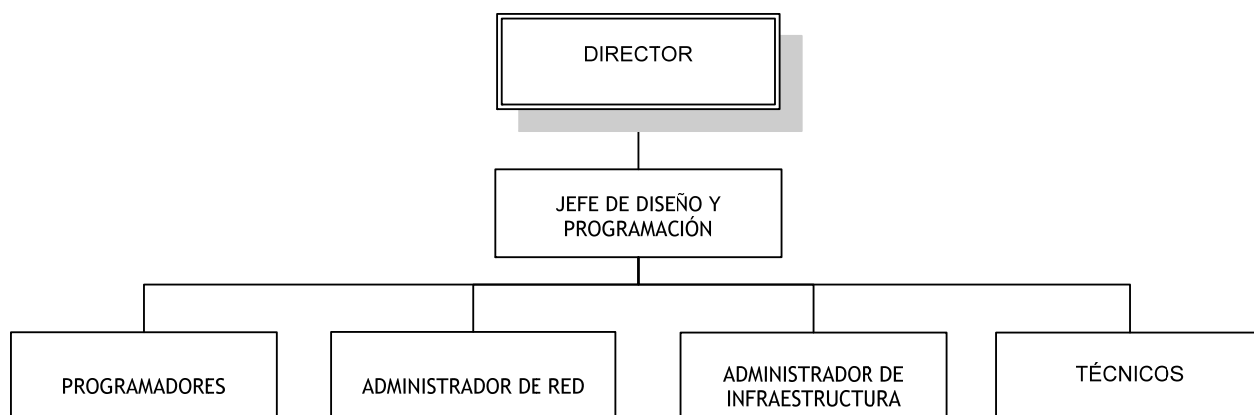 DIRECTOR
JEFE DE DISEÑO Y
PROGRAMACIÓN
PROGRAMADORES
ADMINISTRADOR DE RED
ADMINISTRADOR DE
INFRAESTRUCTURA
TÉCNICOS